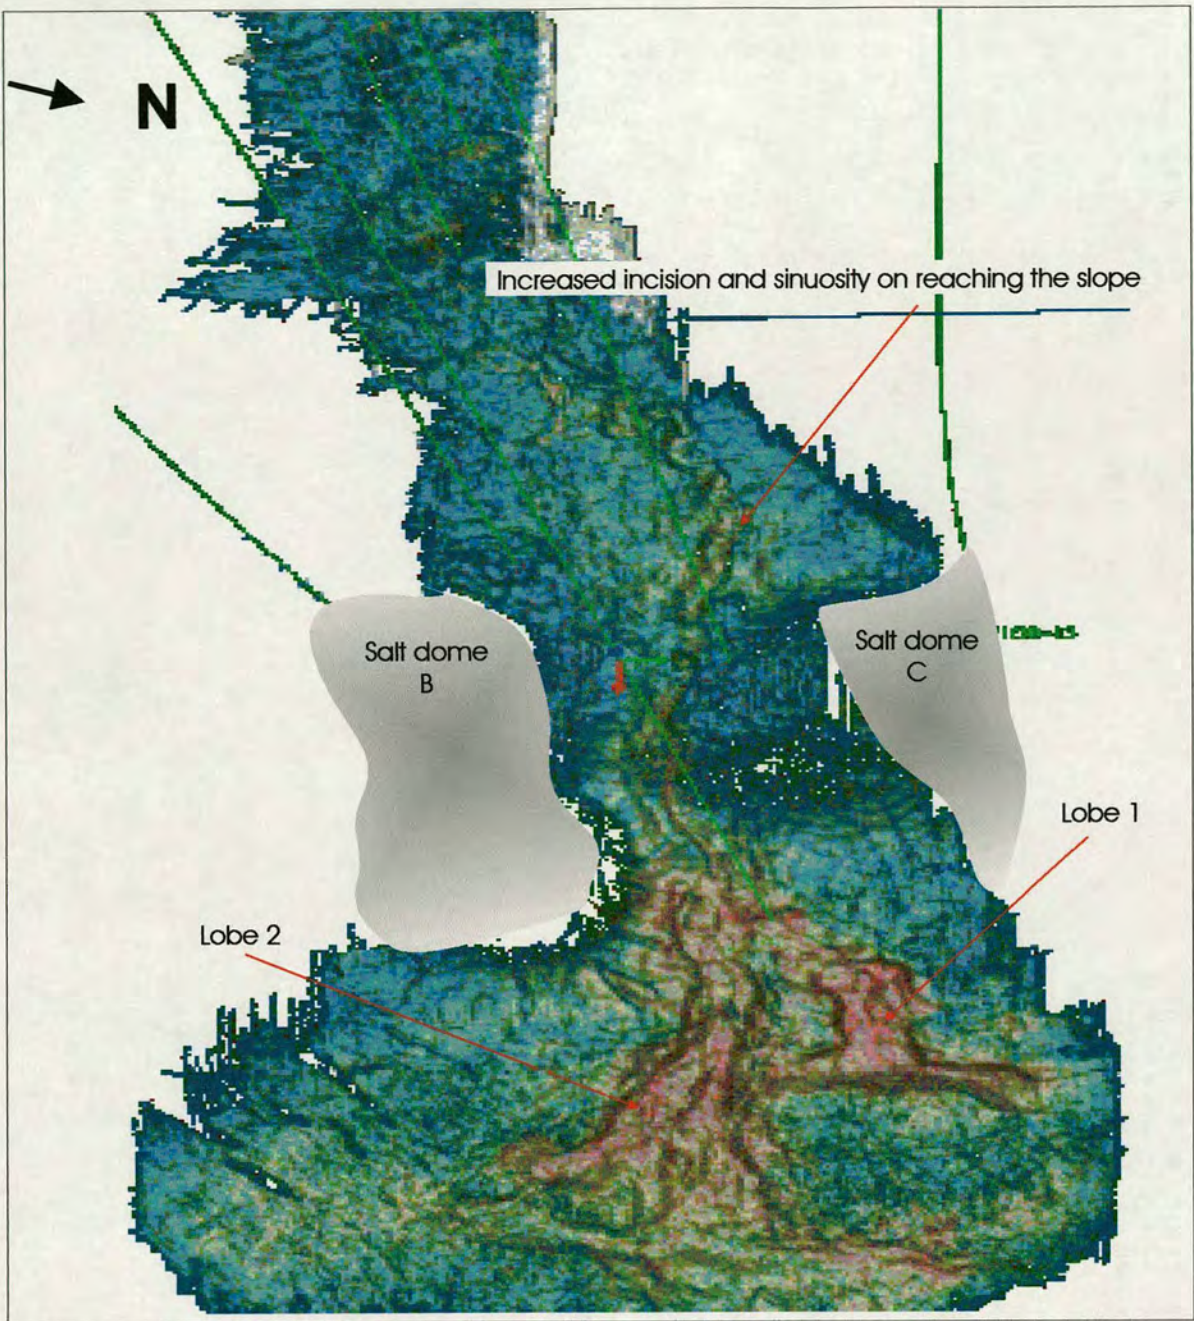 N
Increased incision and sinuosity on reaching the slope
Salt dome
B
Salt dome
C
Lobe 1
Lobe 2